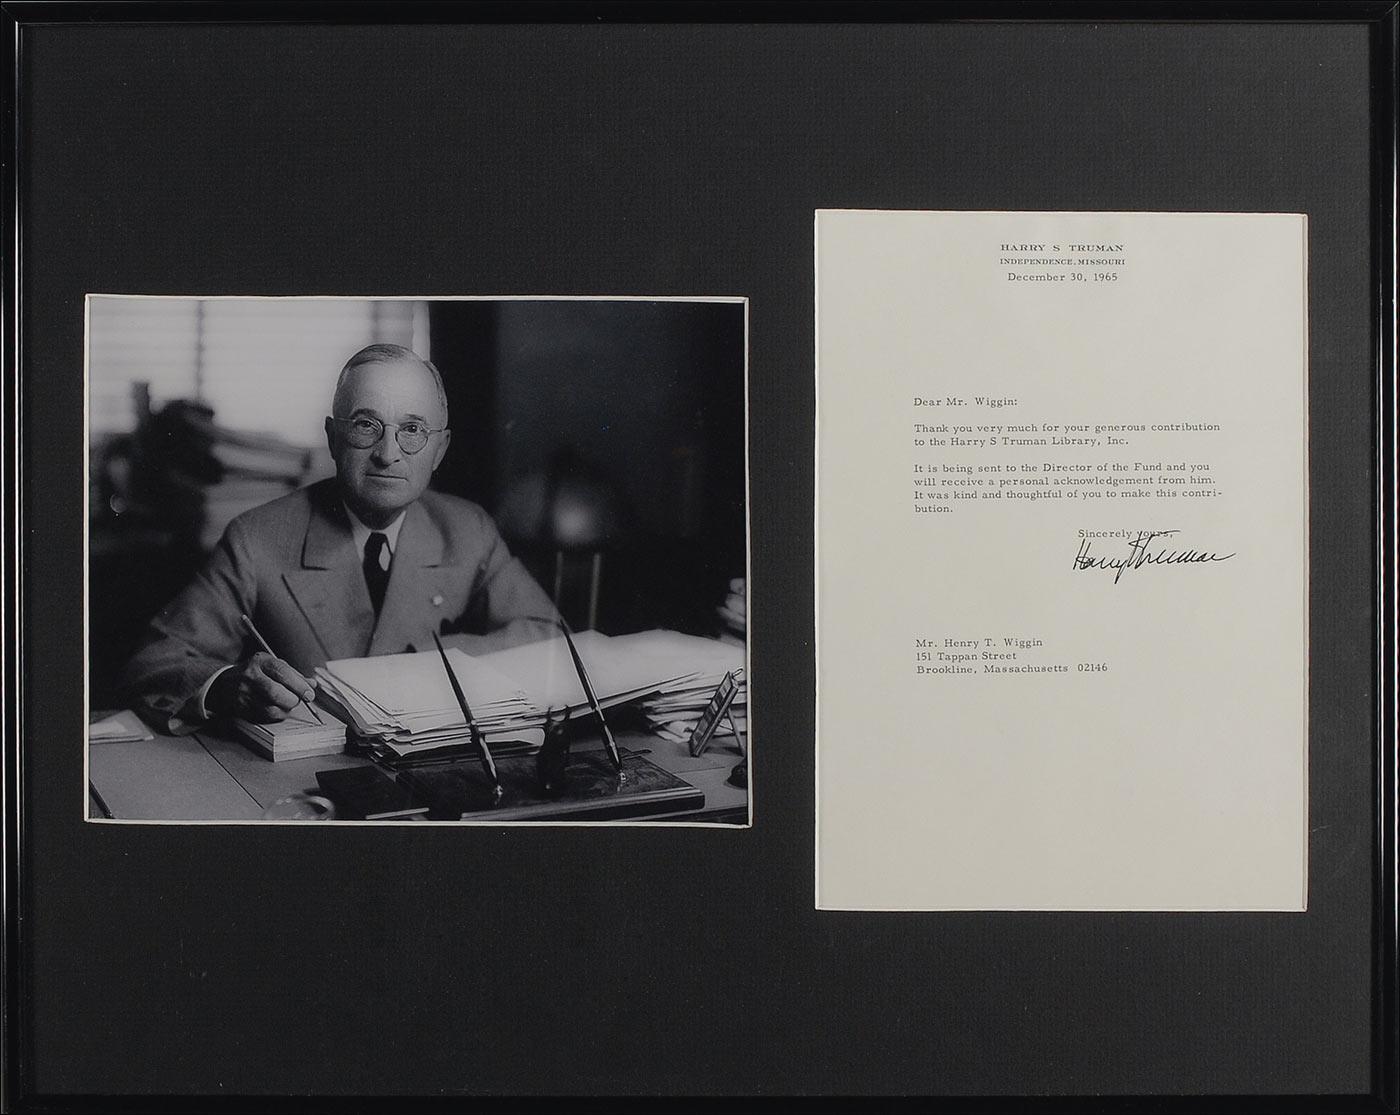 HARRY S TRUMAN
INDEPENDENCE, MISSOURI
December 30, 1965
Dear Mr. Wiggin:
Thank you very much for your generous contribution
to the Harry S Truman Library, Inc.
It is being sent to the Director of the Fund and you
will receive a personal acknowledgement from him.
It was kind and thoughtful of you to make this contri-
bution.
Sincerely yours,
Harry S Truman
Mr. Henry T. Wiggin
151 Tappan Street
Brookline, Massachusetts 02146